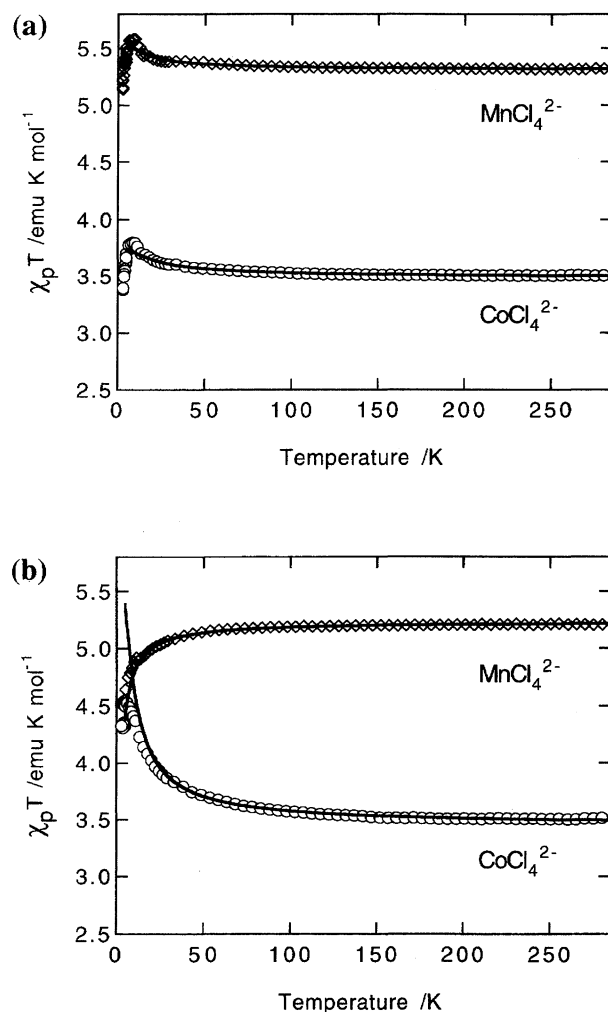 (a)
5.5
5.0
4.5
4.0
3.5
3.0
2.5
χₚT /emu K mol⁻¹
MnCl₄²⁻
CoCl₄²⁻
0 50 100 150 200 250
Temperature /K
(b)
5.5
5.0
4.5
4.0
3.5
3.0
2.5
χₚT /emu K mol⁻¹
MnCl₄²⁻
CoCl₄²⁻
0 50 100 150 200 250
Temperature /K